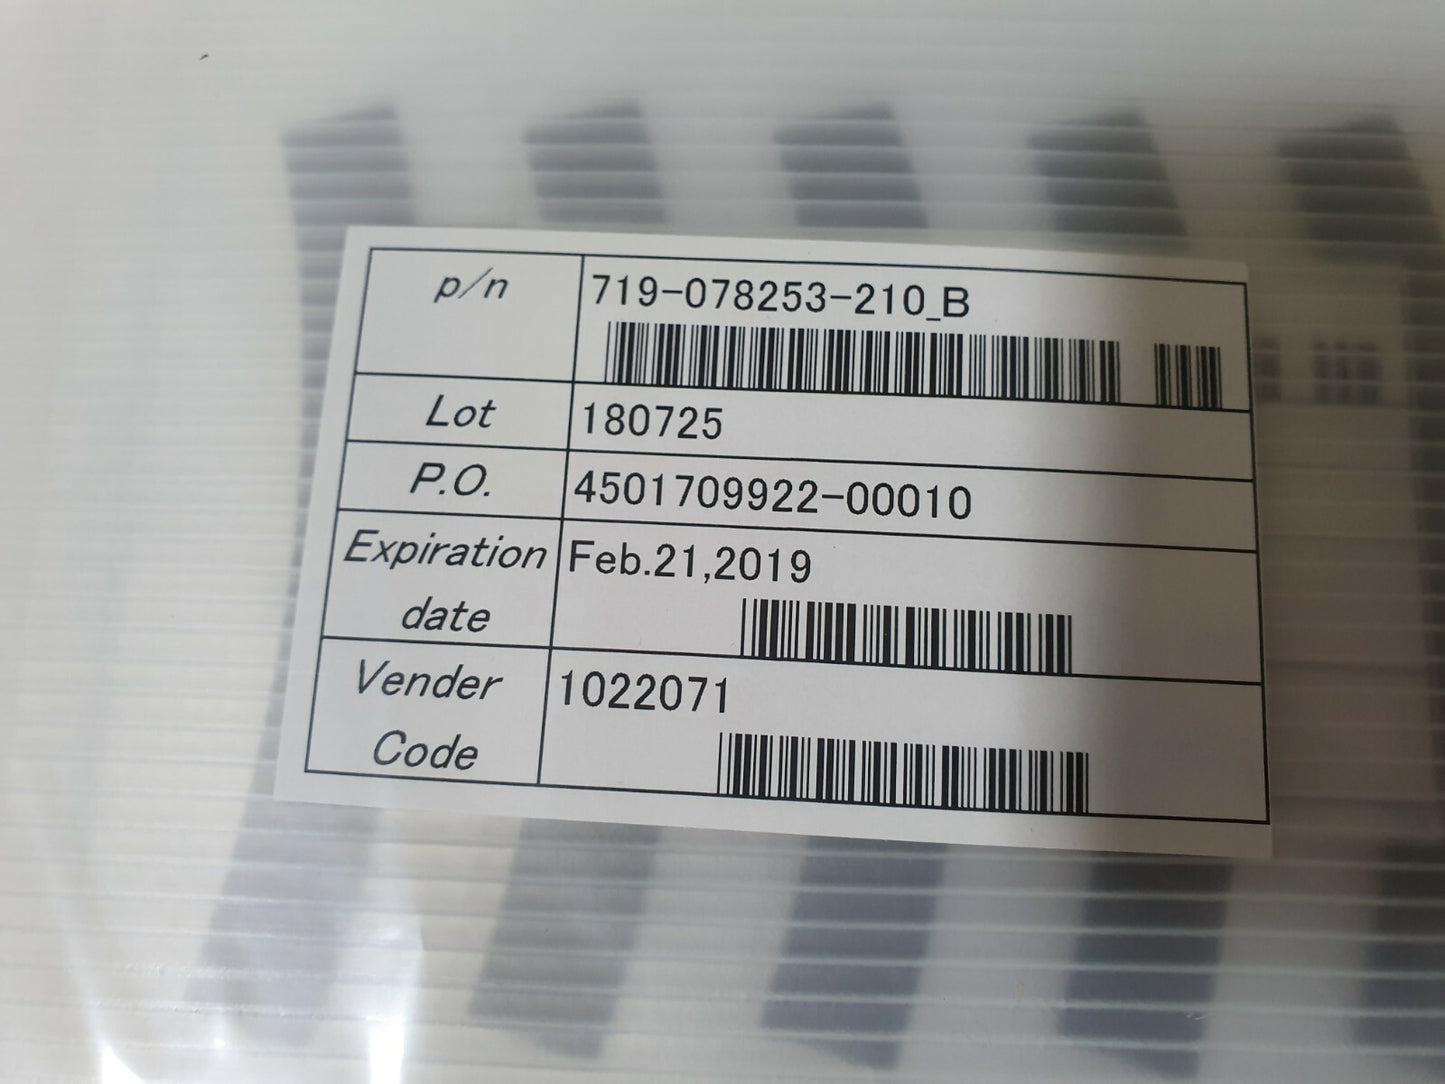 p/n 719-078253-210_B
Lot 180725
P.O. 4501709922-00010
Expiration Feb.21,2019
date
Vender 1022071
Code